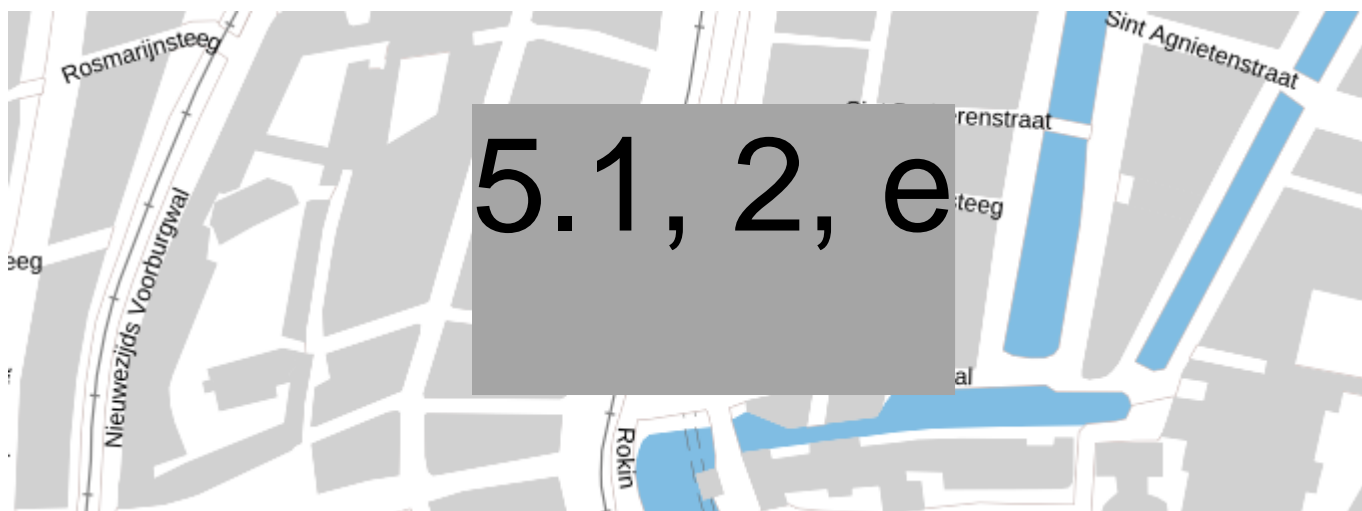 Rosmarijnsteeg
Sint Agnietenstraat
5.1, 2, e
renstraat
steeg
Nieuwezijds Voorburgwal
eeg
al
Rokin